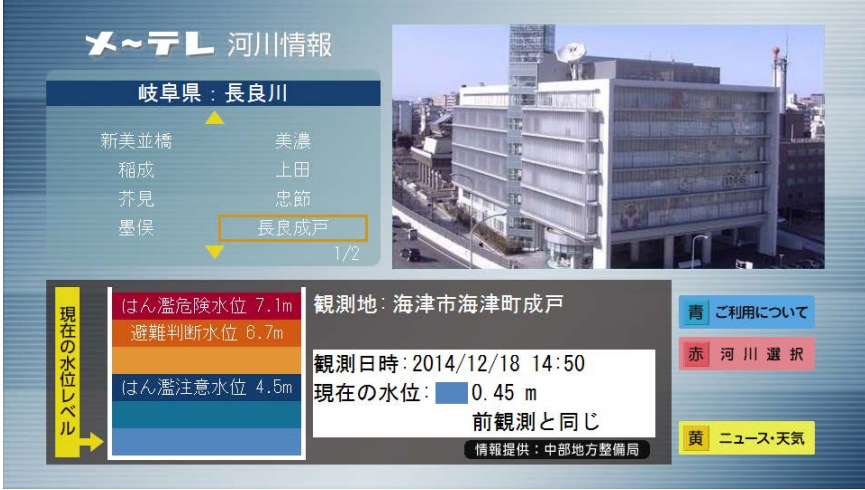 メ~テレ 河川情報
岐阜県：長良川
新美並橋 美濃
稲成 上田
芥見 忠節
墨俣 長良成戸
1/2
現在の水位レベル
はん濫危険水位 7.1m
避難判断水位 6.7m
はん濫注意水位 4.5m
観測地：海津市海津町成戸
観測日時：2014/12/18 14:50
現在の水位： 0.45 m
前観測と同じ
情報提供：中部地方整備局
青 ご利用について
赤 河川選択
黄 ニュース・天気